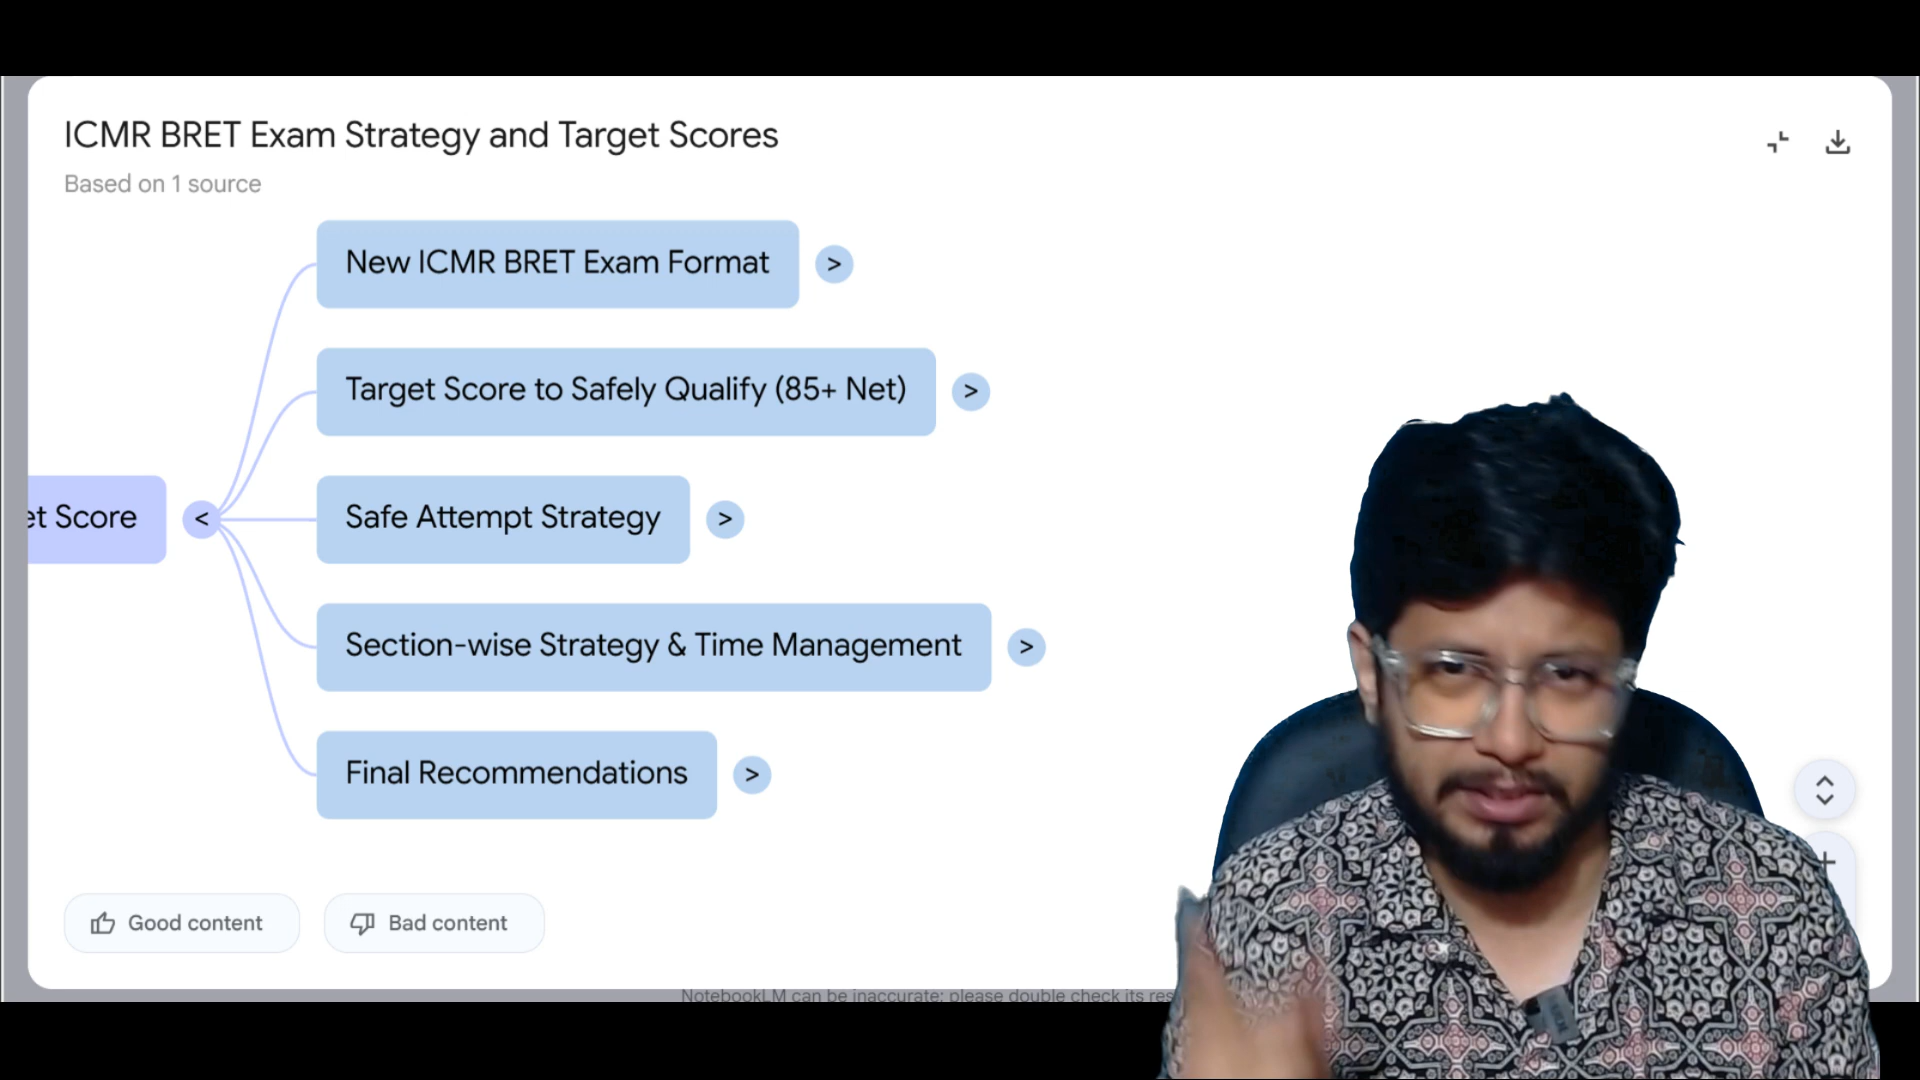 ICMR BRET Exam Strategy and Target Scores
Based on 1 source
New ICMR BRET Exam Format
>
Target Score to Safely Qualify (85+ Net)
>
et Score
<
Safe Attempt Strategy
>
Section-wise Strategy & Time Management
>
Final Recommendations
>
Good content
Bad content
NotebookLM can be inaccurate; please double check its res